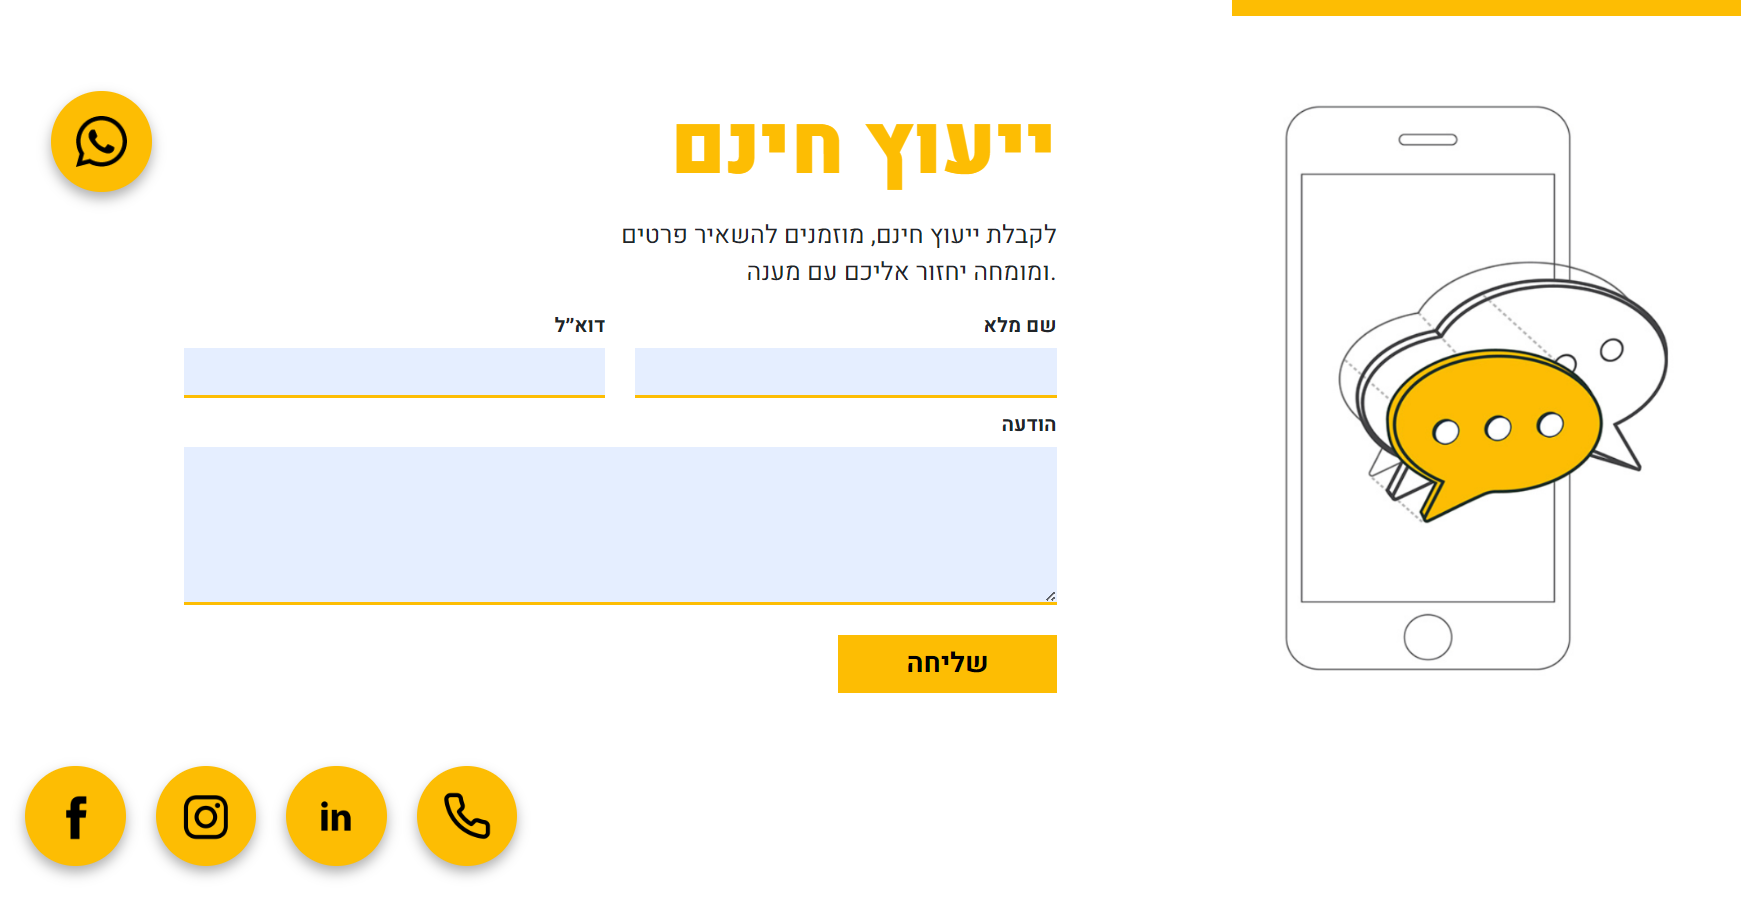 ייעוץ חינם
לקבלת ייעוץ חינם, מוזמנים להשאיר פרטים
ומומחה יחזור אליכם עם מענה.
שם מלא
דוא״ל
הודעה
שליחה
f
in